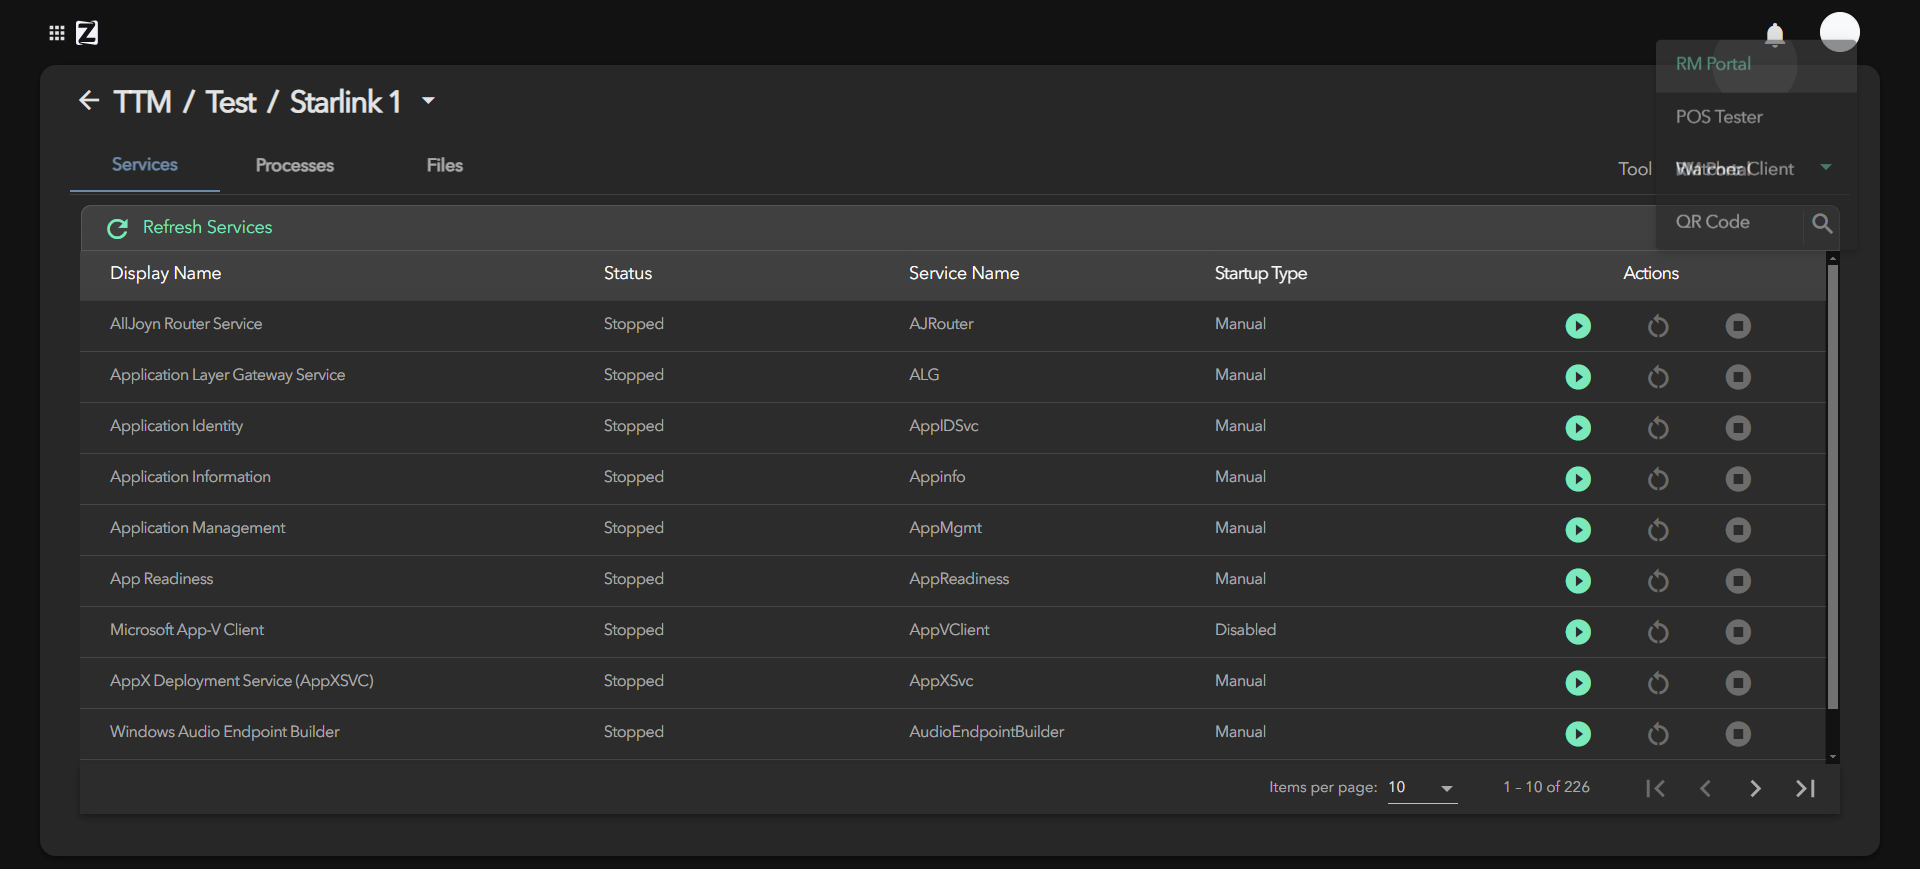 Z
RM Portal
TTM / Test / Starlink 1
POS Tester
Services Processes Files Tool Client
QR Code
Refresh Services
Display Name Status Service Name Startup Type Actions
AllJoyn Router Service Stopped AJRouter Manual
Application Layer Gateway Service Stopped ALG Manual
Application Identity Stopped AppIDSvc Manual
Application Information Stopped Appinfo Manual
Application Management Stopped AppMgmt Manual
App Readiness Stopped AppReadiness Manual
Microsoft App-V Client Stopped AppVClient Disabled
AppX Deployment Service (AppXSVC) Stopped AppXSvc Manual
Windows Audio Endpoint Builder Stopped AudioEndpointBuilder Manual
Items per page: 10 1 – 10 of 226